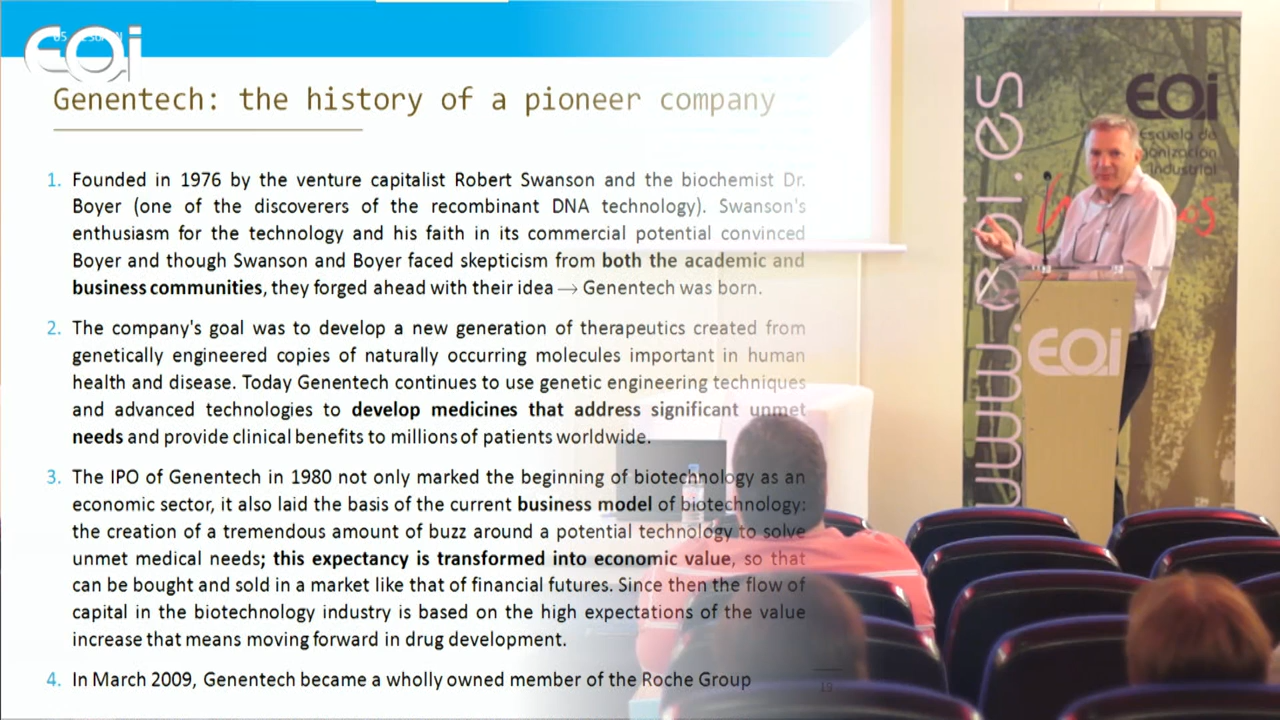 EOi
Genentech: the history of a pioneer company
1. Founded in 1976 by the venture capitalist Robert Swanson and the biochemist Dr.
Boyer (one of the discoverers of the recombinant DNA technology). Swanson's
enthusiasm for the technology and his faith in its commercial potential convinced
Boyer and though Swanson and Boyer faced skepticism from both the academic and
business communities, they forged ahead with their idea → Genentech was born.
2. The company's goal was to develop a new generation of therapeutics created from
genetically engineered copies of naturally occurring molecules important in human
health and disease. Today Genentech continues to use genetic engineering techniques
and advanced technologies to develop medicines that address significant unmet
needs and provide clinical benefits to millions of patients worldwide.
3. The IPO of Genentech in 1980 not only marked the beginning of biotechnology as an
economic sector, it also laid the basis of the current business model of biotechnology:
the creation of a tremendous amount of buzz around a potential technology to solve
unmet medical needs; this expectancy is transformed into economic value, so that
can be bought and sold in a market like that of financial futures. Since then the flow of
capital in the biotechnology industry is based on the high expectations of the value
increase that means moving forward in drug development.
4. In March 2009, Genentech became a wholly owned member of the Roche Group
19
www.eoi.es
EOi
Escuela de
Industrial
EOi